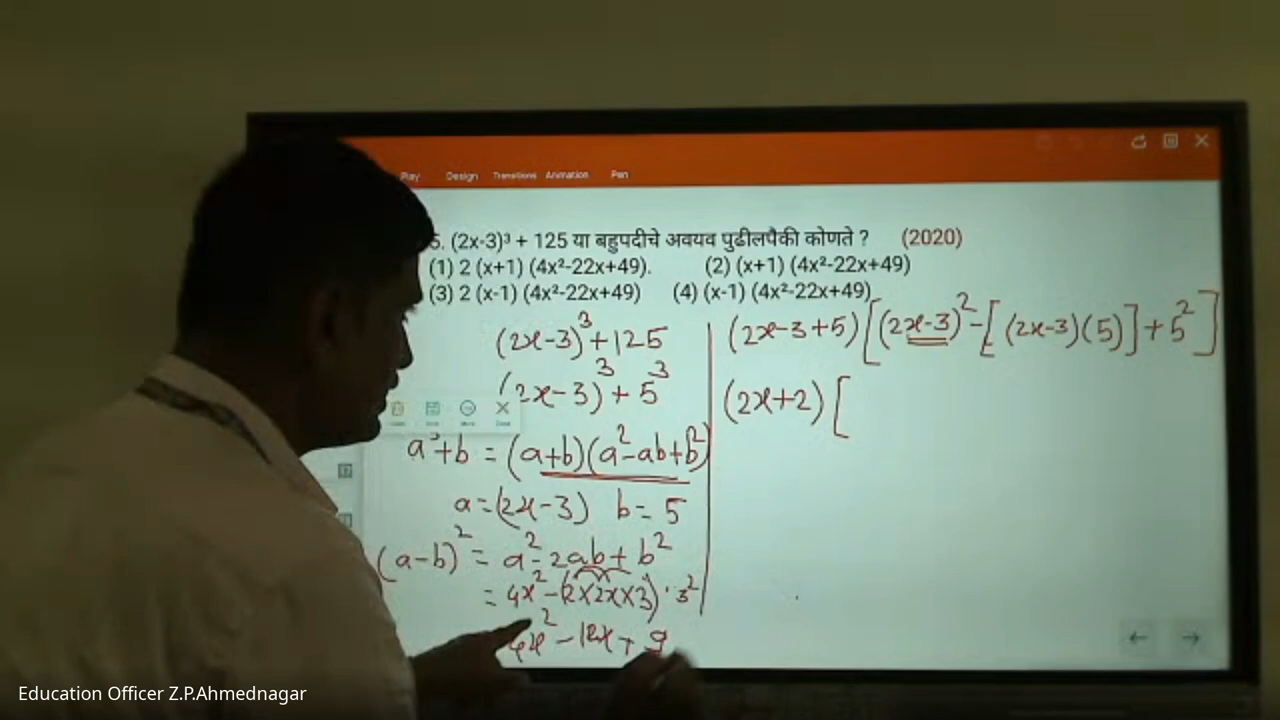 Play Design Transitions Animation Pen
5. (2x-3)³ + 125 या बहुपदीचे अवयव पुढीलपैकी कोणते ? (2020)
(1) 2 (x+1) (4x²-22x+49). (2) (x+1) (4x²-22x+49)
(3) 2 (x-1) (4x²-22x+49) (4) (x-1) (4x²-22x+49)
(2x-3)³+125
(2x-3)³ + 5³
a³+b = (a+b)(a²-ab+b²)
a=(2x-3) b= 5
(a-b)² = a²-2ab+b²
= 4x²-(2×2x×3) · 3²
4x² -12x + 9
(2x-3+5)[(2x-3)²-[(2x-3)(5)]+5²]
(2x+2)[
Education Officer Z.P.Ahmednagar